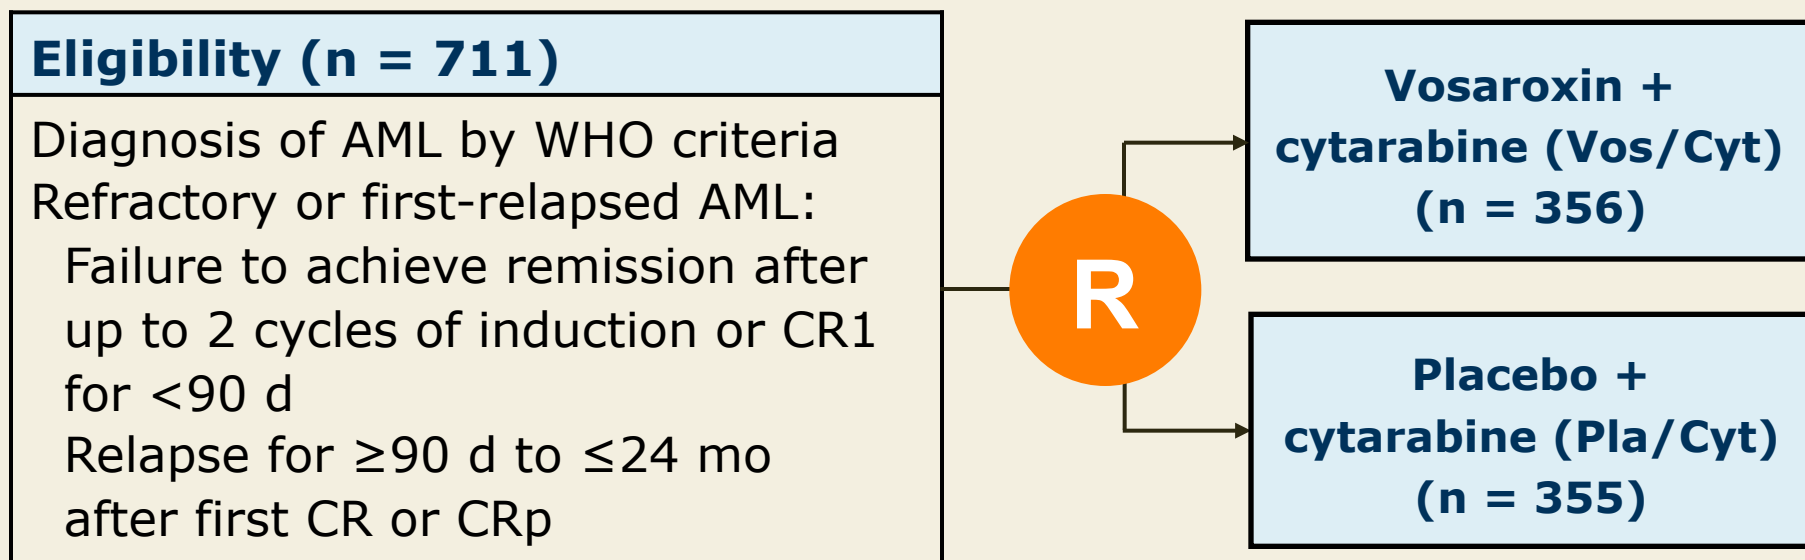 Eligibility (n = 711)
Diagnosis of AML by WHO criteria
Refractory or first-relapsed AML:
Failure to achieve remission after
up to 2 cycles of induction or CR1
for <90 d
Relapse for ≥90 d to ≤24 mo
after first CR or CRp
R
Vosaroxin +
cytarabine (Vos/Cyt)
(n = 356)
Placebo +
cytarabine (Pla/Cyt)
(n = 355)